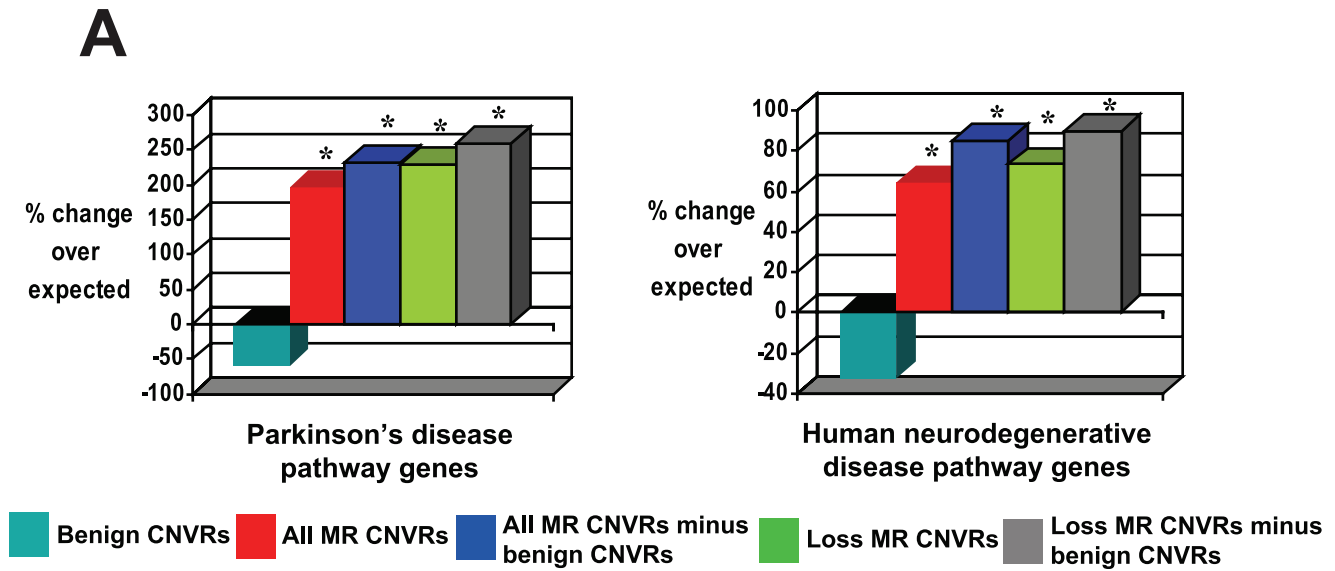 A
% change
over
expected
300
250
200
150
100
50
0
-50
-100
* * * *
Parkinson's disease
pathway genes
% change
over
expected
100
80
60
40
20
0
-20
-40
* * * *
Human neurodegenerative
disease pathway genes
Benign CNVRs
All MR CNVRs
All MR CNVRs minus
benign CNVRs
Loss MR CNVRs
Loss MR CNVRs minus
benign CNVRs